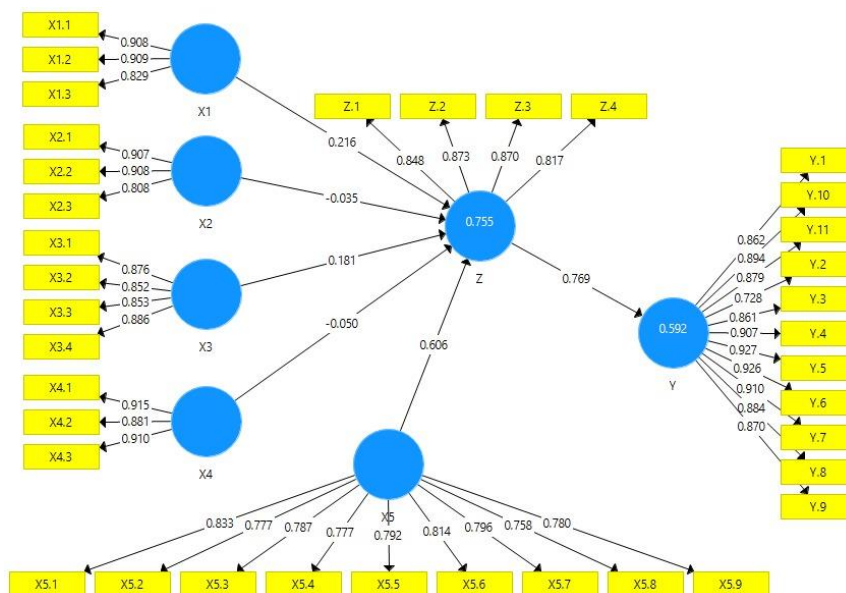 X1.1
0.908
X1.2
0.909
X1.3
0.829
X1
X2.1
0.907
X2.2
0.908
X2.3
0.808
X2
X3.1
0.876
X3.2
0.852
X3.3
0.853
X3.4
0.886
X3
X4.1
0.915
X4.2
0.881
X4.3
0.910
X4
0.216
-0.035
0.181
-0.050
0.606
Z.1
Z.2
Z.3
Z.4
0.848
0.873
0.870
0.817
0.755
Z
0.769
0.592
Y
Y.1
Y.10
Y.11
Y.2
Y.3
Y.4
Y.5
Y.6
Y.7
Y.8
Y.9
0.862
0.894
0.879
0.728
0.861
0.907
0.927
0.926
0.910
0.884
0.870
X5
0.833
0.777
0.787
0.777
0.792
0.814
0.796
0.758
0.780
X5.1
X5.2
X5.3
X5.4
X5.5
X5.6
X5.7
X5.8
X5.9